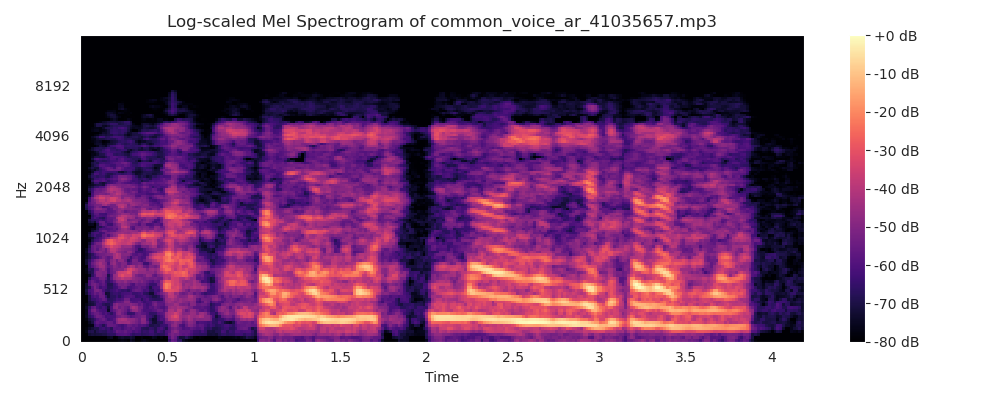 Log-scaled Mel Spectrogram of common_voice_ar_41035657.mp3
Hz
8192
4096
2048
1024
512
0
0 0.5 1 1.5 2 2.5 3 3.5 4
Time
+0 dB
-10 dB
-20 dB
-30 dB
-40 dB
-50 dB
-60 dB
-70 dB
-80 dB